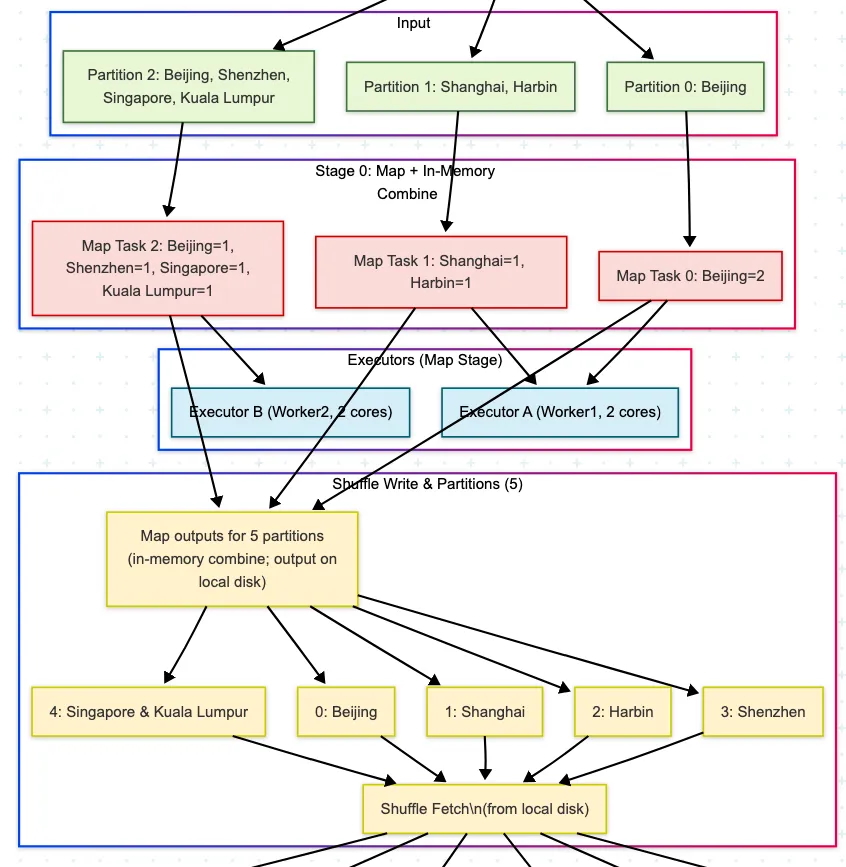 Input
Partition 2: Beijing, Shenzhen,
Singapore, Kuala Lumpur
Partition 1: Shanghai, Harbin
Partition 0: Beijing
Stage 0: Map + In-Memory
Combine
Map Task 2: Beijing=1,
Shenzhen=1, Singapore=1,
Kuala Lumpur=1
Map Task 1: Shanghai=1,
Harbin=1
Map Task 0: Beijing=2
Executors (Map Stage)
Executor B (Worker2, 2 cores)
Executor A (Worker1, 2 cores)
Shuffle Write & Partitions (5)
Map outputs for 5 partitions
(in-memory combine; output on
local disk)
4: Singapore & Kuala Lumpur
0: Beijing
1: Shanghai
2: Harbin
3: Shenzhen
Shuffle Fetch\n(from local disk)